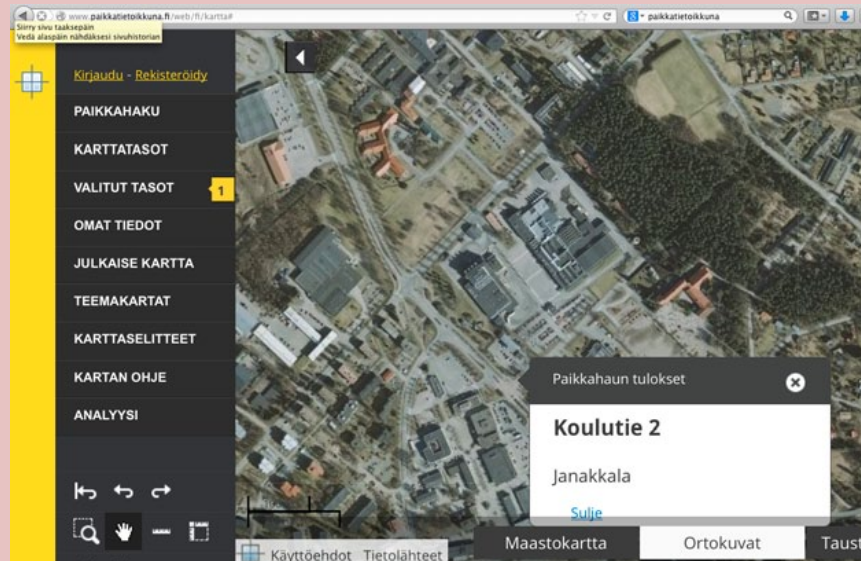 www.paikkatietoikkuna.fi/web/fi/kartta#
paikkatietoikkuna
Siirry sivu taaksepäin
Vedä alaspäin nähdäksesi sivuhistorian
Kirjaudu - Rekisteröidy
PAIKKAHAKU
KARTTATASOT
VALITUT TASOT 1
OMAT TIEDOT
JULKAISE KARTTA
TEEMAKARTAT
KARTTASELITTEET
KARTAN OHJE
ANALYYSI
Paikkahaun tulokset
Koulutie 2
Janakkala
Sulje
Käyttöehdot Tietolähteet
Maastokartta Ortokuvat Taust